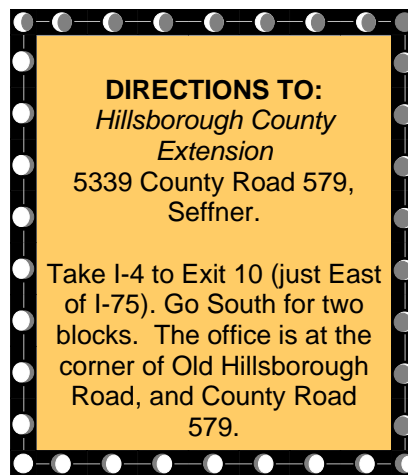 DIRECTIONS TO:
Hillsborough County
Extension
5339 County Road 579,
Seffner.
Take I-4 to Exit 10 (just East
of I-75). Go South for two
blocks.  The office is at the
corner of Old Hillsborough
Road, and County Road
579.